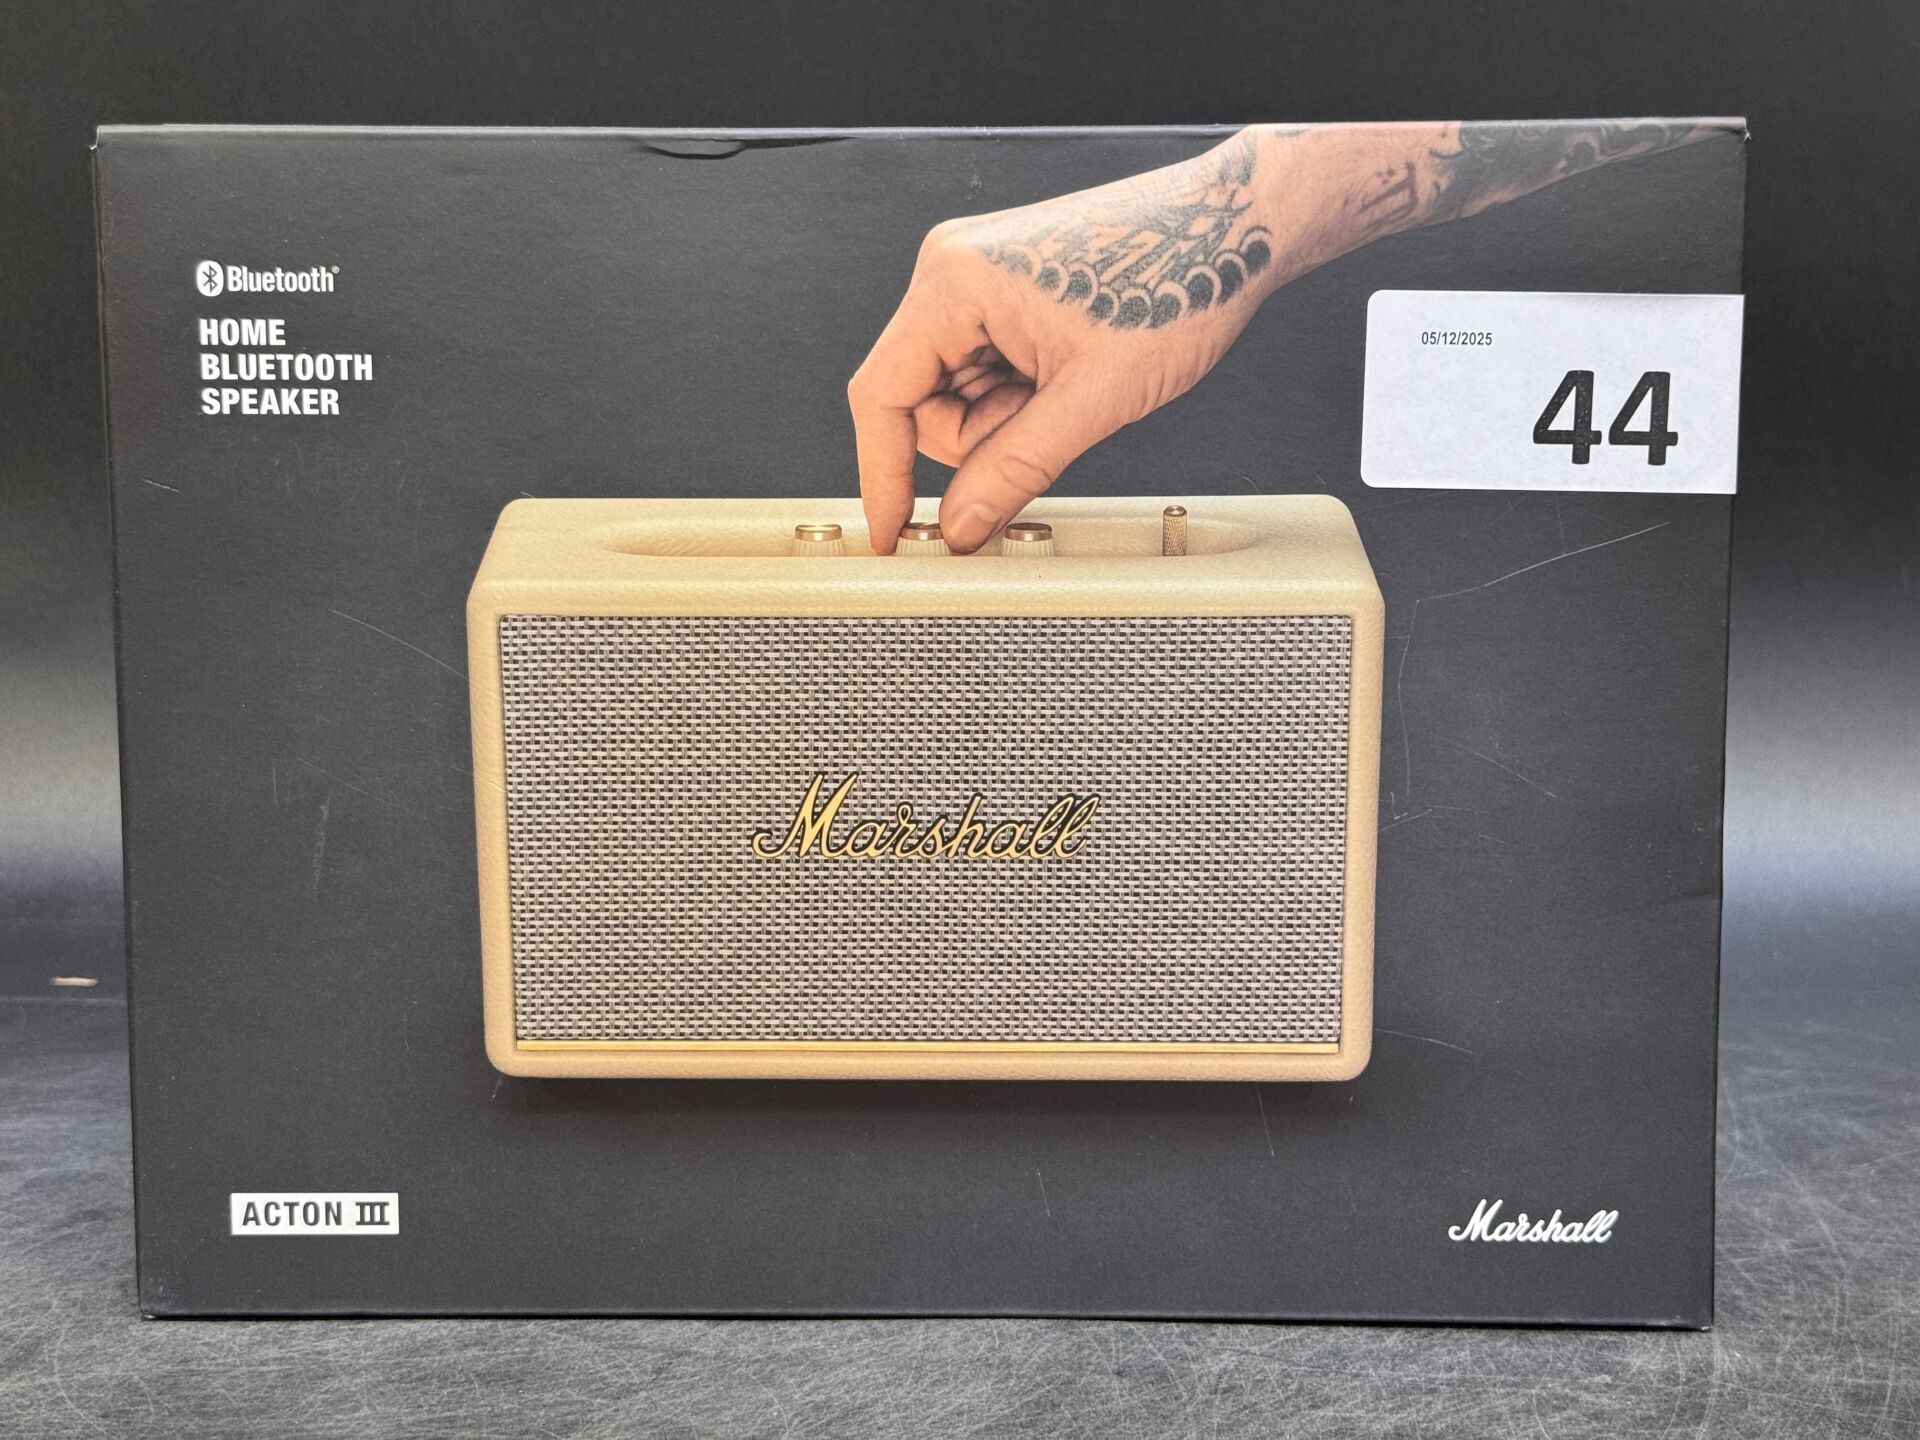 Bluetooth®
HOME
BLUETOOTH
SPEAKER
05/12/2025
44
Marshall
ACTON III
Marshall